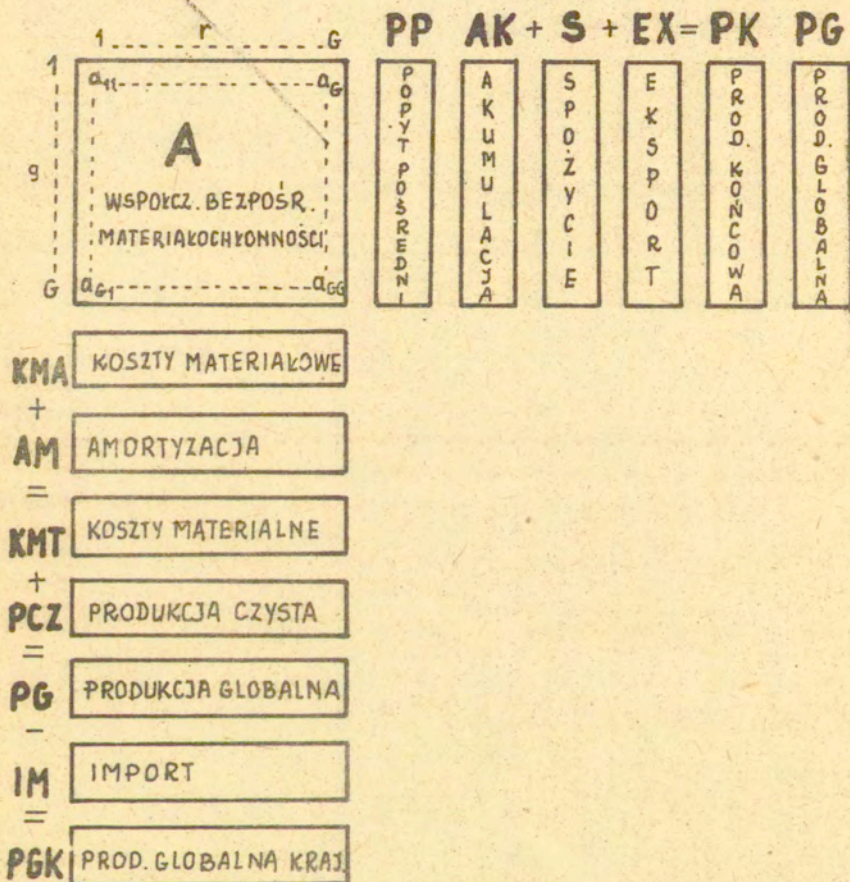 1 r G PP AK + S + EX = PK PG
1
a11 aG
g
A
WSPÓŁCZ. BEZPOŚR.
MATERIAŁOCHŁONNOŚCI
G aG1 aGG
POPYT POŚREDNI
AKUMULACJA
SPOŻYCIE
EKSPORT
PROD. KOŃCOWA
PROD. GLOBALNA
KMA KOSZTY MATERIAŁOWE
+
AM AMORTYZACJA
=
KMT KOSZTY MATERIALNE
+
PCZ PRODUKCJA CZYSTA
=
PG PRODUKCJA GLOBALNA
-
IM IMPORT
=
PGK PROD. GLOBALNA KRAJ.